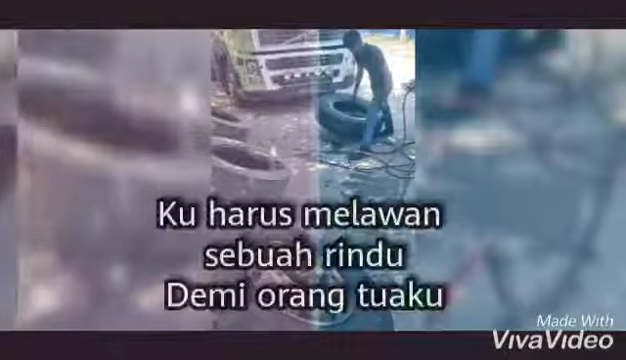 Ku harus melawan
sebuah rindu
Demi orang tuaku
Made With
VivaVideo